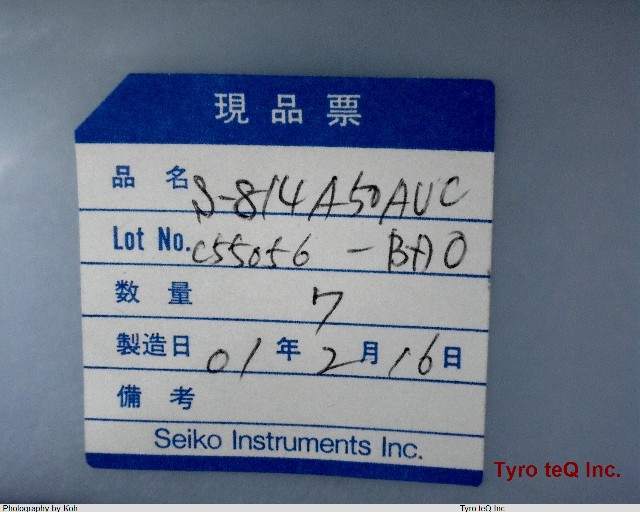 現品票
品名 S-814A50AUC
Lot No. C55056 - BA0
数量 7
製造日 01年2月16日
備考
Seiko Instruments Inc.
Tyro teQ Inc.
Photography by Koh Tyro teQ Inc